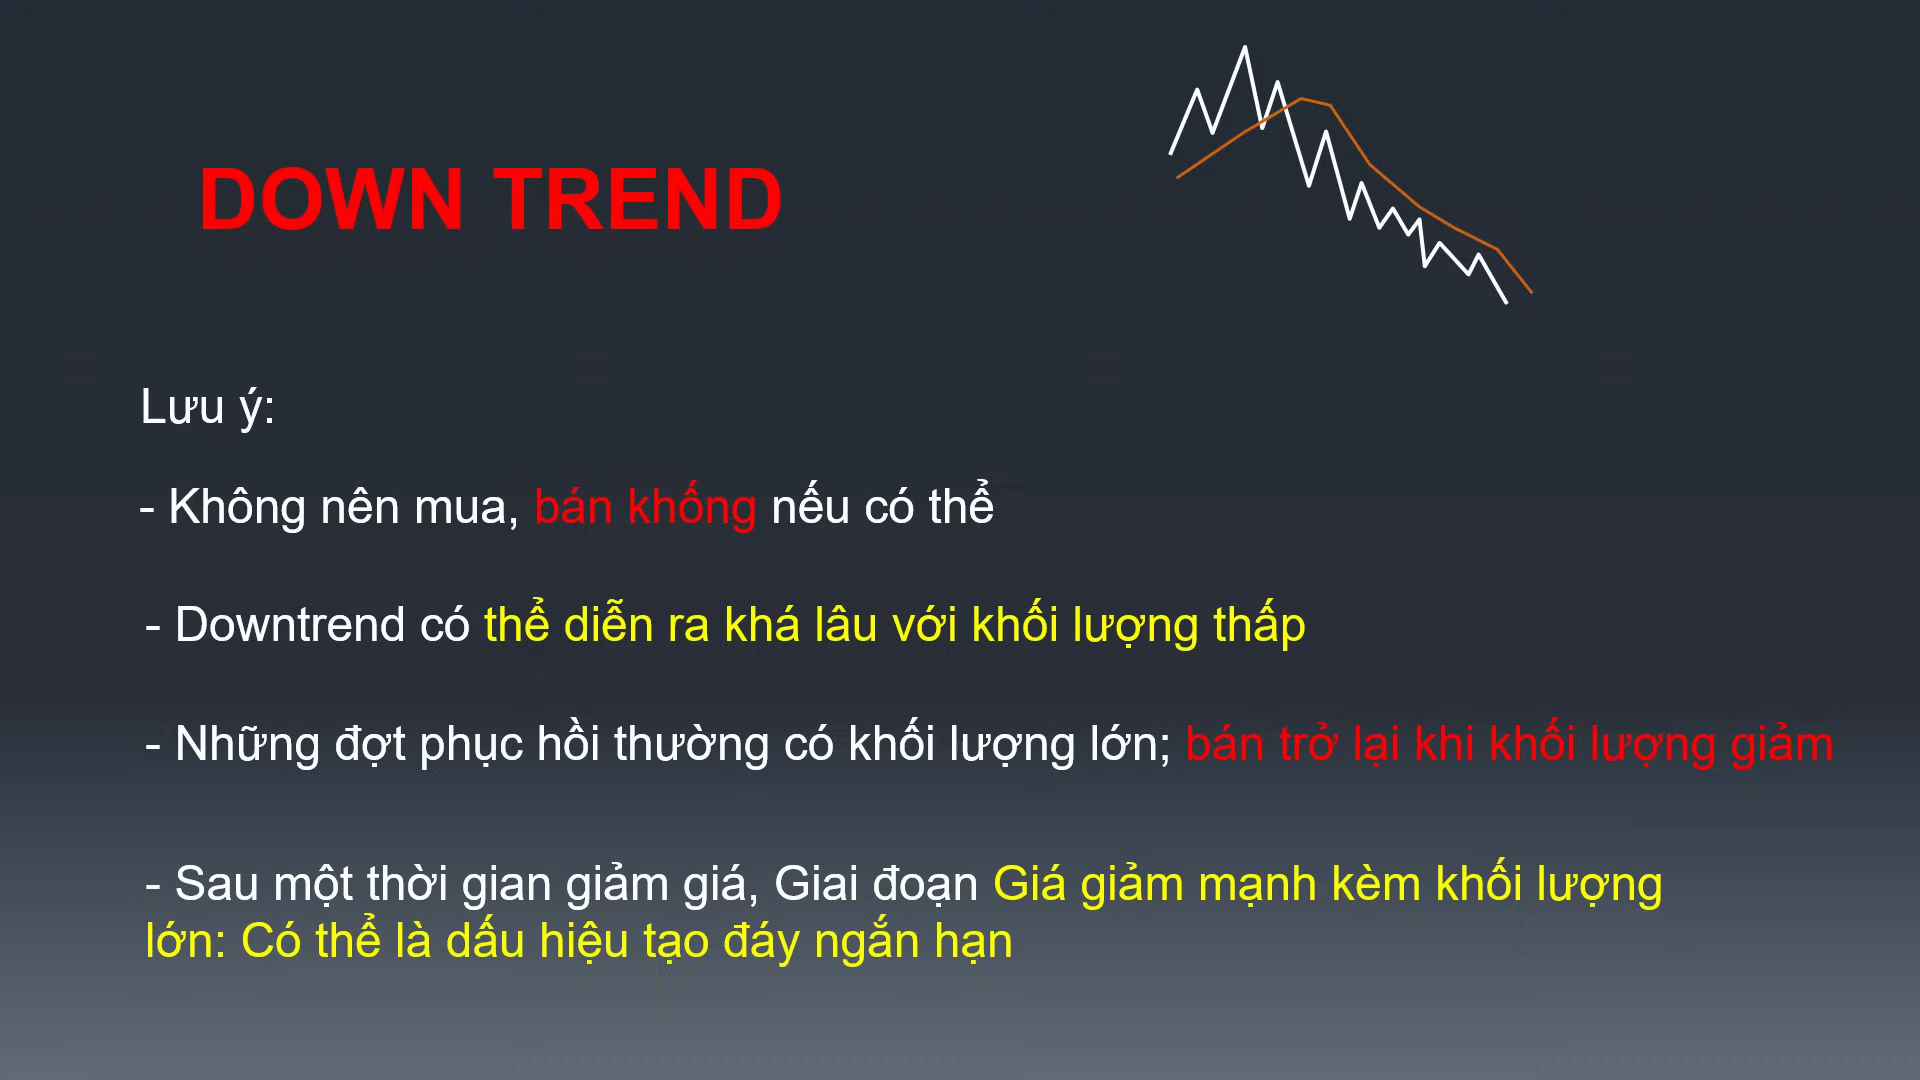 DOWN TREND
Lưu ý:
- Không nên mua, bán khống nếu có thể
- Downtrend có thể diễn ra khá lâu với khối lượng thấp
- Những đợt phục hồi thường có khối lượng lớn; bán trở lại khi khối lượng giảm
- Sau một thời gian giảm giá, Giai đoạn Giá giảm mạnh kèm khối lượng
lớn: Có thể là dấu hiệu tạo đáy ngắn hạn